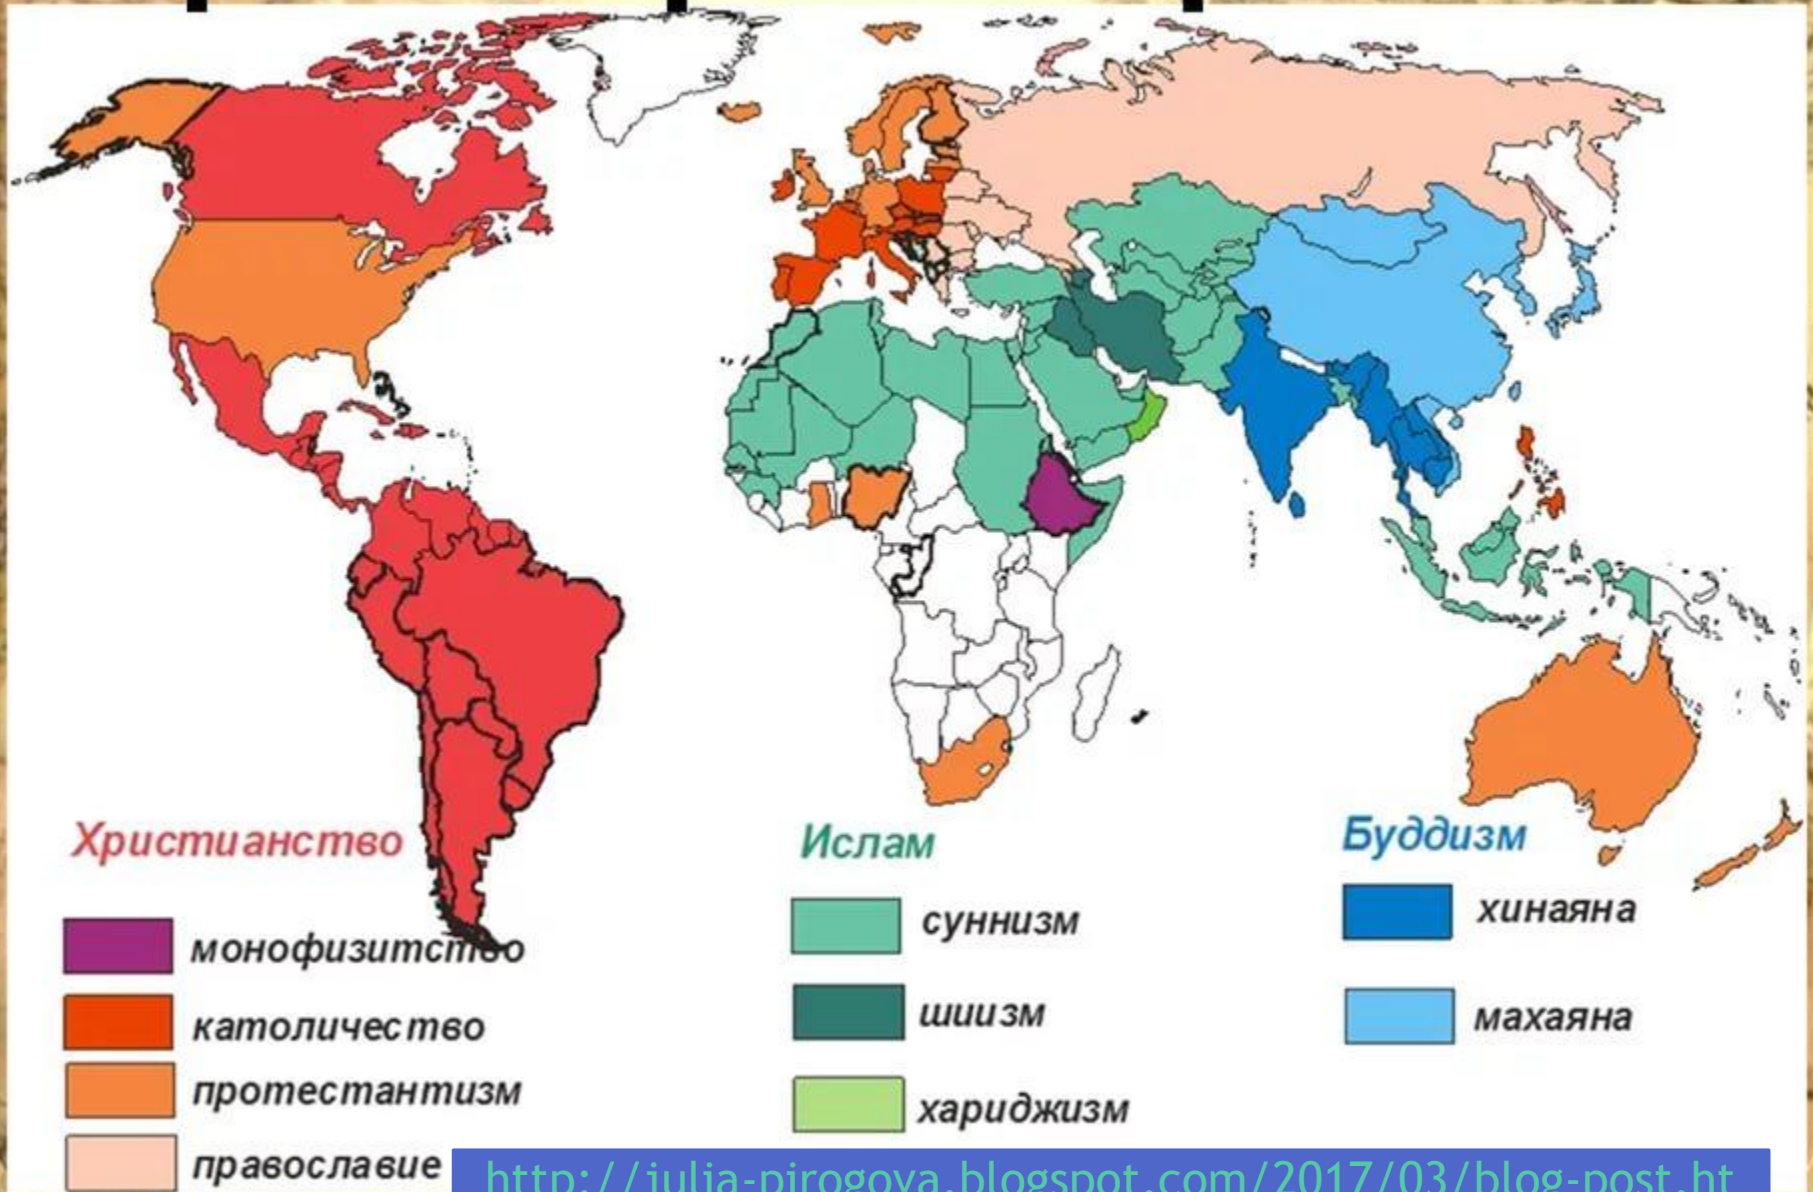 Христианство
монофизитство
католичество
протестантизм
православие
Ислам
суннизм
шиизм
хариджизм
Буддизм
хинаяна
махаяна
http://julia-pirogova.blogspot.com/2017/03/blog-post.ht